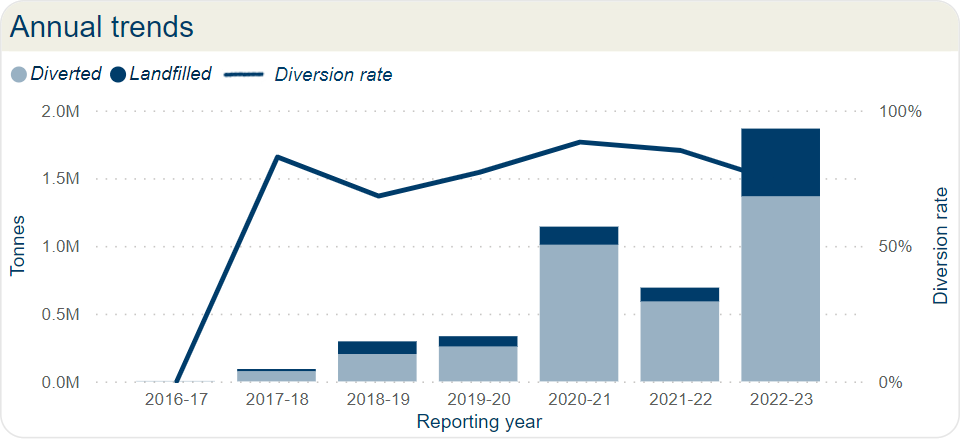 Annual trends
Diverted Landfilled Diversion rate
2.0M 100%
1.5M
1.0M 50%
0.5M
0.0M 0%
Tonnes
Diversion rate
2016-17 2017-18 2018-19 2019-20 2020-21 2021-22 2022-23
Reporting year